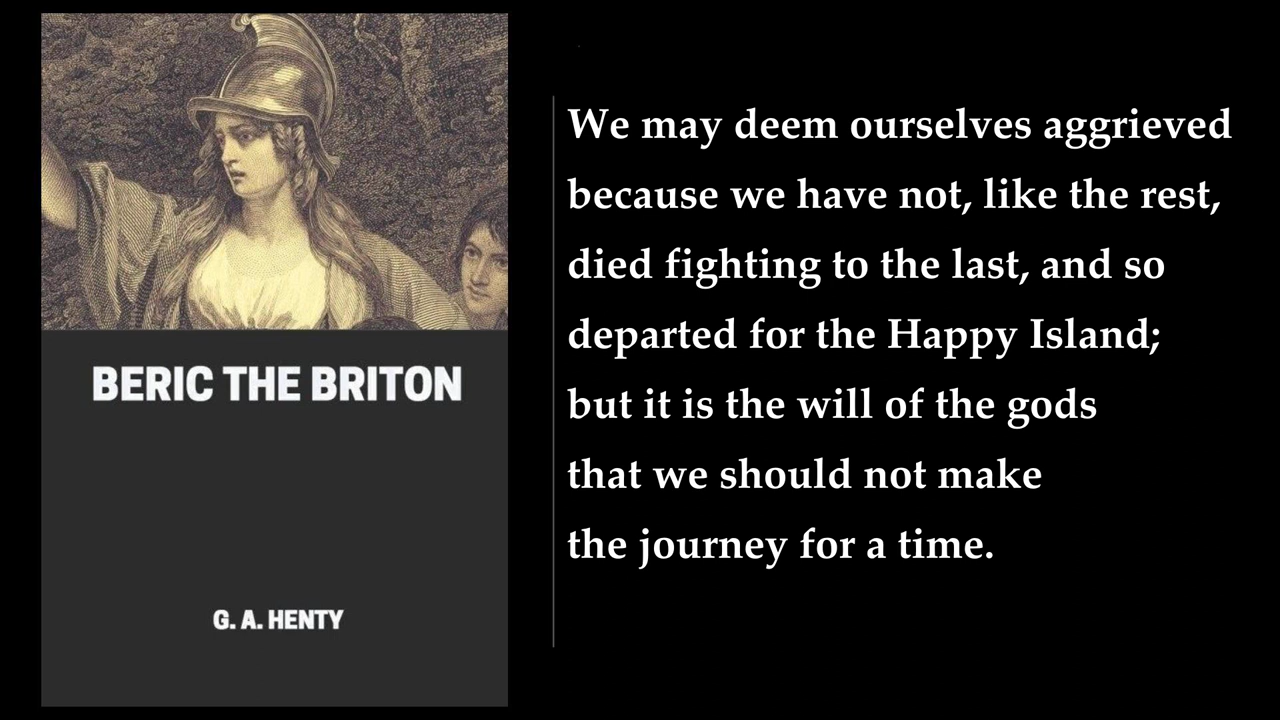 BERIC THE BRITON
G. A. HENTY
We may deem ourselves aggrieved
because we have not, like the rest,
died fighting to the last, and so
departed for the Happy Island;
but it is the will of the gods
that we should not make
the journey for a time.